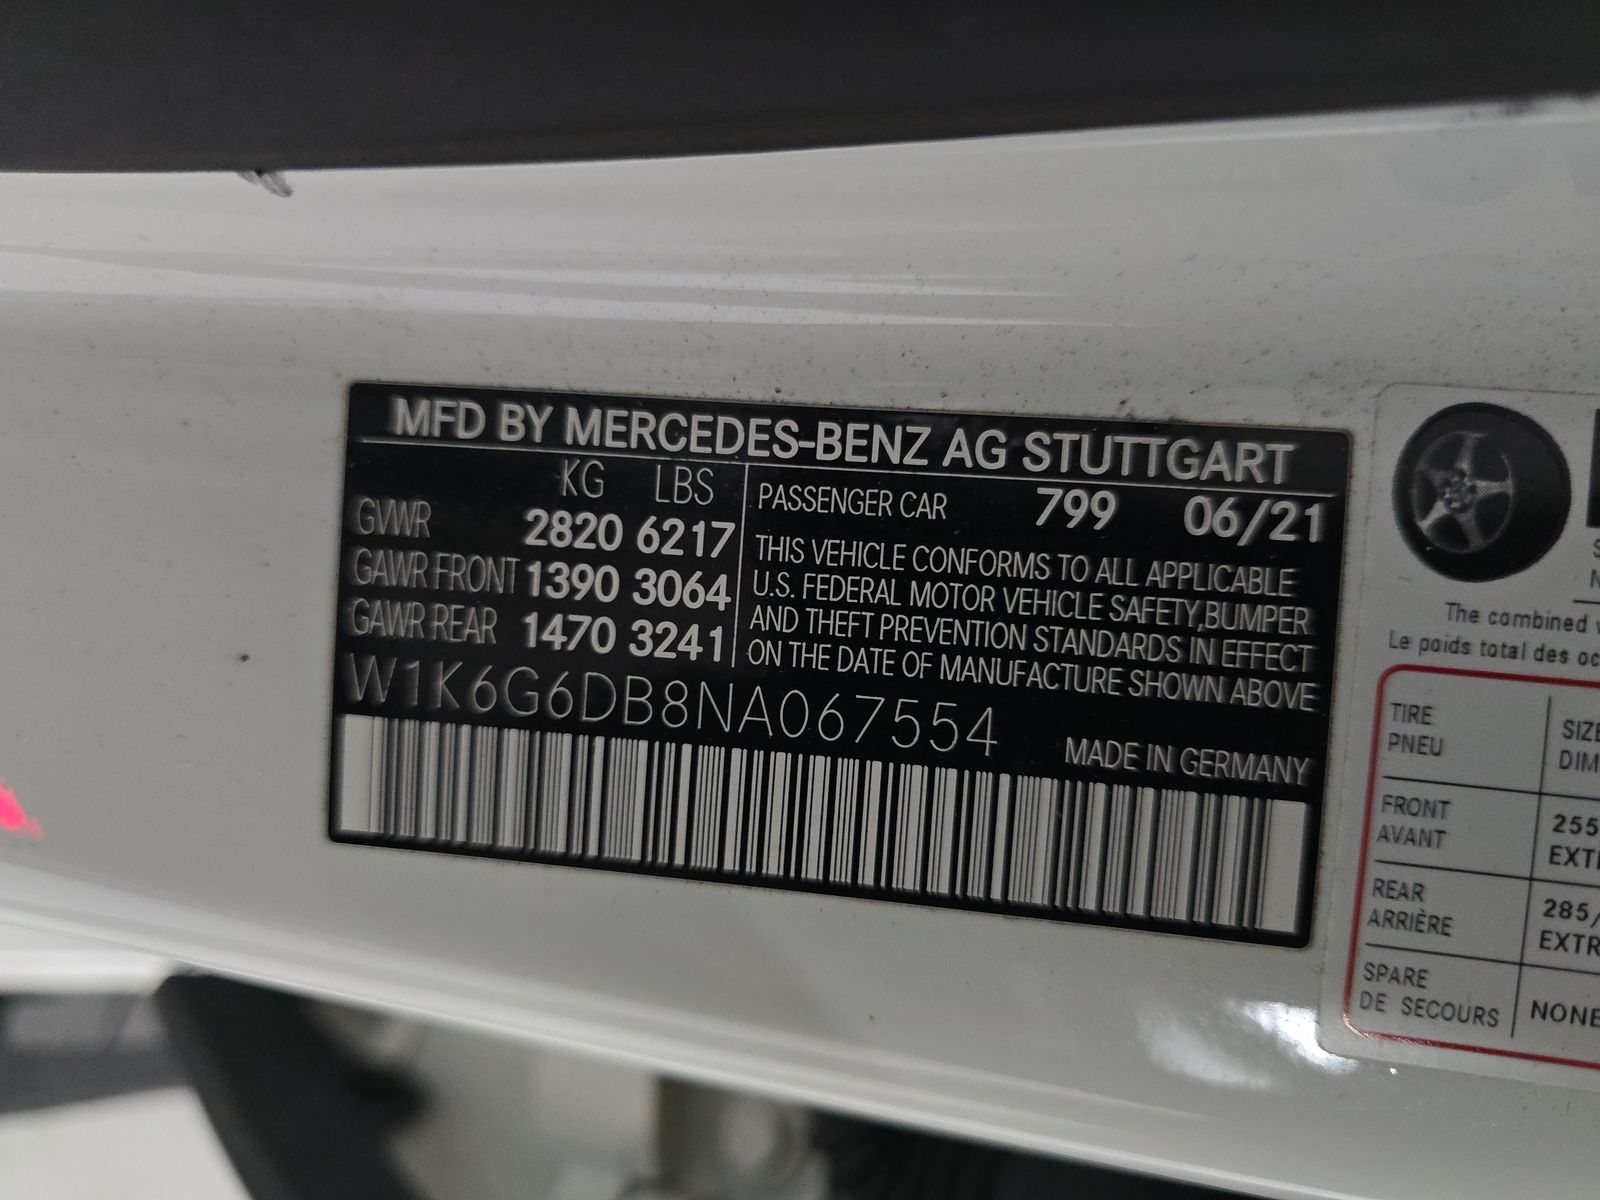 MFD BY MERCEDES-BENZ AG STUTTGART
KG LBS
GVWR 2820 6217
GAWR FRONT 1390 3064
GAWR REAR 1470 3241
PASSENGER CAR 799 06/21
THIS VEHICLE CONFORMS TO ALL APPLICABLE
U.S. FEDERAL MOTOR VEHICLE SAFETY,BUMPER
AND THEFT PREVENTION STANDARDS IN EFFECT
ON THE DATE OF MANUFACTURE SHOWN ABOVE
W1K6G6DB8NA067554
MADE IN GERMANY
The combined
Le poids total des oc
TIRE
PNEU
SIZE
DIM
FRONT
AVANT
255
EXT
REAR
ARRIÈRE
285/
EXTR
SPARE
DE SECOURS
NONE